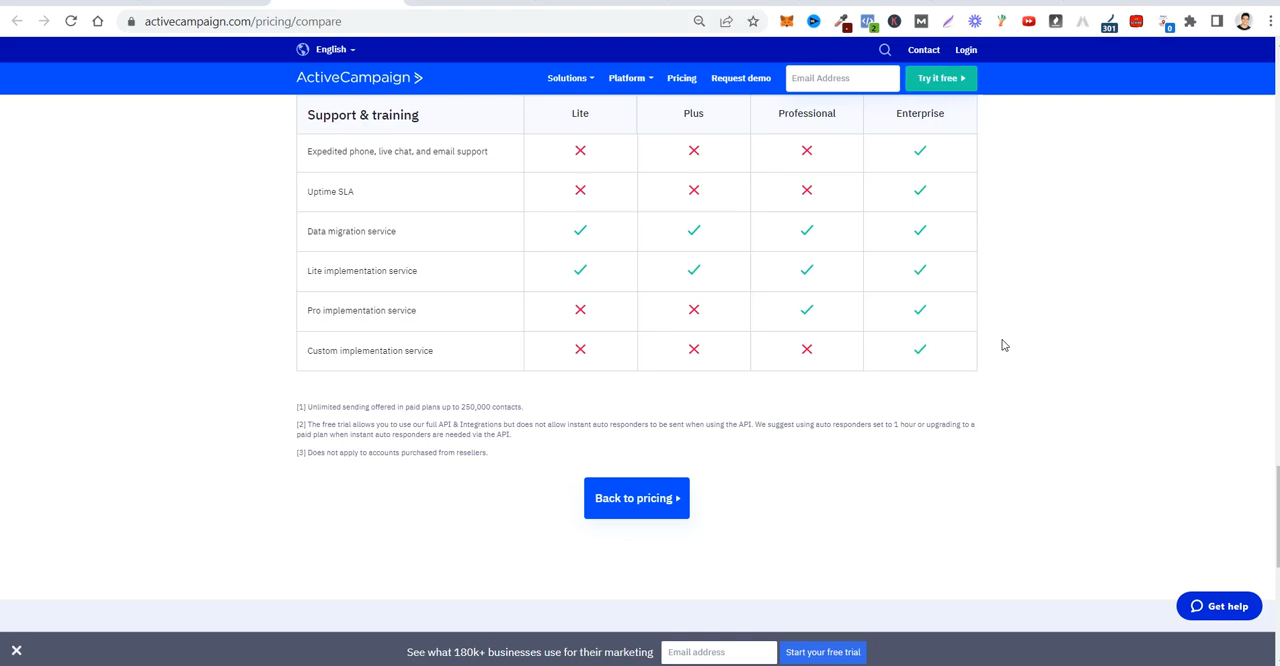 activecampaign.com/pricing/compare
2
301
0
English
Contact
Login
ActiveCampaign >
Solutions
Platform
Pricing
Request demo
Email Address
Try it free
Support & training
Lite
Plus
Professional
Enterprise
Expedited phone, live chat, and email support
Uptime SLA
Data migration service
Lite implementation service
Pro implementation service
Custom implementation service
[1] Unlimited sending offered in paid plans up to 250,000 contacts.
[2] The free trial allows you to use our full API & Integrations but does not allow instant auto responders to be sent when using the API. We suggest using auto responders set to 1 hour or upgrading to a
paid plan when instant auto responders are needed via the API.
[3] Does not apply to accounts purchased from resellers.
Back to pricing
Get help
See what 180k+ businesses use for their marketing
Email address
Start your free trial